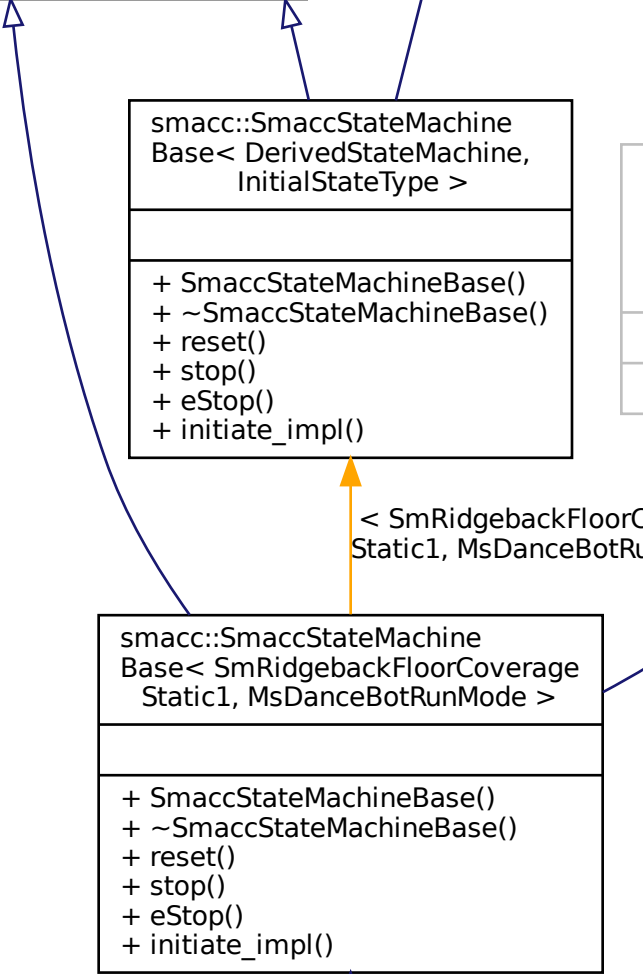 smacc::SmaccStateMachine
Base< DerivedStateMachine,
InitialStateType >
+ SmaccStateMachineBase()
+ ~SmaccStateMachineBase()
+ reset()
+ stop()
+ eStop()
+ initiate_impl()
< SmRidgebackFloorC
Static1, MsDanceBotRu
smacc::SmaccStateMachine
Base< SmRidgebackFloorCoverage
Static1, MsDanceBotRunMode >
+ SmaccStateMachineBase()
+ ~SmaccStateMachineBase()
+ reset()
+ stop()
+ eStop()
+ initiate_impl()